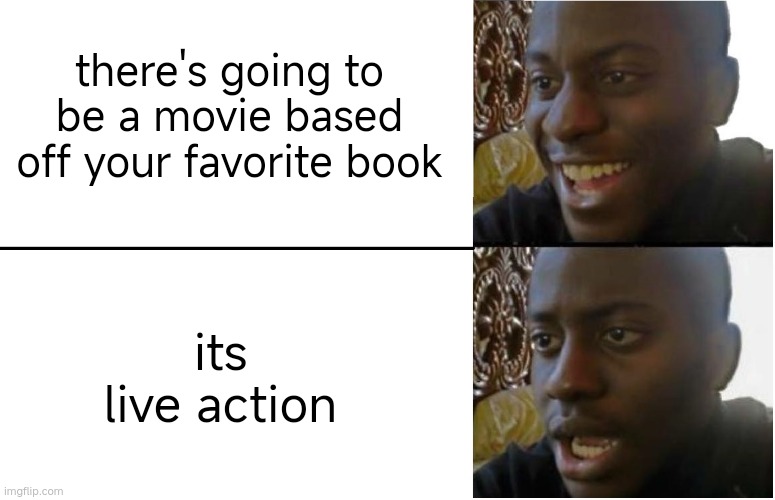 there's going to
be a movie based
off your favorite book
its
live action
imgflip.com